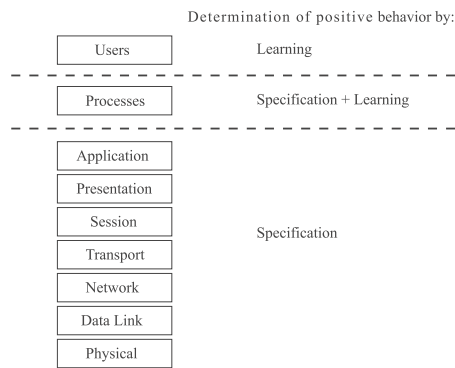 Determination of positive behavior by:
Users Learning
Processes Specification + Learning
Application
Presentation
Session
Specification
Transport
Network
Data Link
Physical